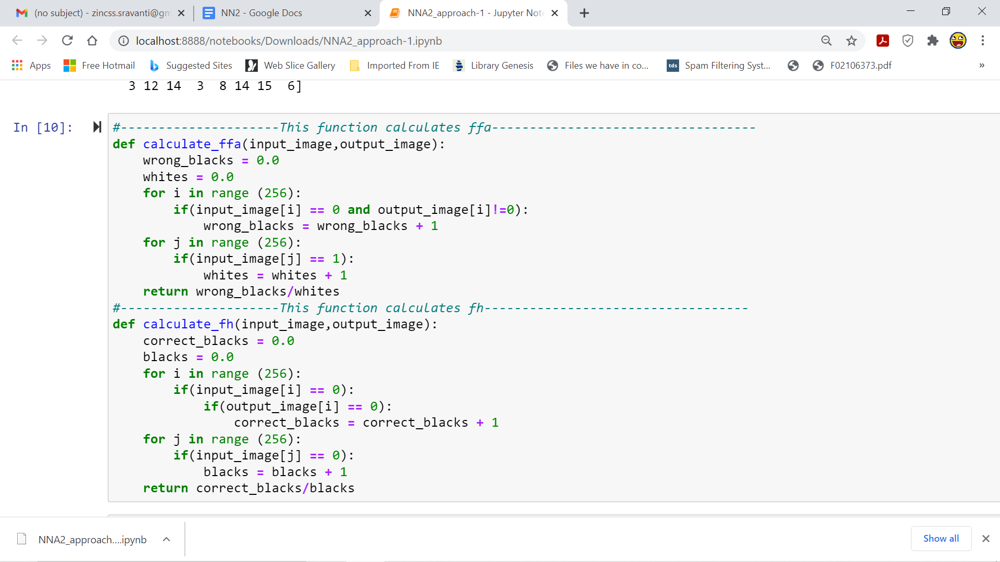 (no subject) - zincss.sravanti@gm
NN2 - Google Docs
NNA2_approach-1 - Jupyter Note
localhost:8888/notebooks/Downloads/NNA2_approach-1.ipynb
Apps
Free Hotmail
Suggested Sites
Web Slice Gallery
Imported From IE
Library Genesis
Files we have in co...
tds
Spam Filtering Syst...
F02106373.pdf
»
3 12 14  3  8 14 15  6]
In [10]:
#---------------------This function calculates ffa-----------------------------------
def calculate_ffa(input_image,output_image):
    wrong_blacks = 0.0
    whites = 0.0
    for i in range (256):
        if(input_image[i] == 0 and output_image[i]!=0):
            wrong_blacks = wrong_blacks + 1
    for j in range (256):
        if(input_image[j] == 1):
            whites = whites + 1
    return wrong_blacks/whites
#---------------------This function calculates fh-----------------------------------
def calculate_fh(input_image,output_image):
    correct_blacks = 0.0
    blacks = 0.0
    for i in range (256):
        if(input_image[i] == 0):
            if(output_image[i] == 0):
                correct_blacks = correct_blacks + 1
    for j in range (256):
        if(input_image[j] == 0):
            blacks = blacks + 1
    return correct_blacks/blacks
NNA2_approach....ipynb
Show all